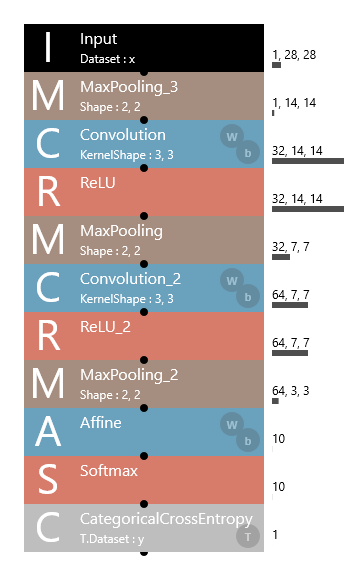 I Input 1, 28, 28
Dataset : x
M MaxPooling_3 1, 14, 14
Shape : 2, 2
C Convolution W 32, 14, 14
KernelShape : 3, 3 b
R ReLU 32, 14, 14
M MaxPooling 32, 7, 7
Shape : 2, 2
C Convolution_2 W 64, 7, 7
KernelShape : 3, 3 b
R ReLU_2 64, 7, 7
M MaxPooling_2 64, 3, 3
Shape : 2, 2
A Affine W b 10
S Softmax 10
C CategoricalCrossEntropy 1
T.Dataset : y T